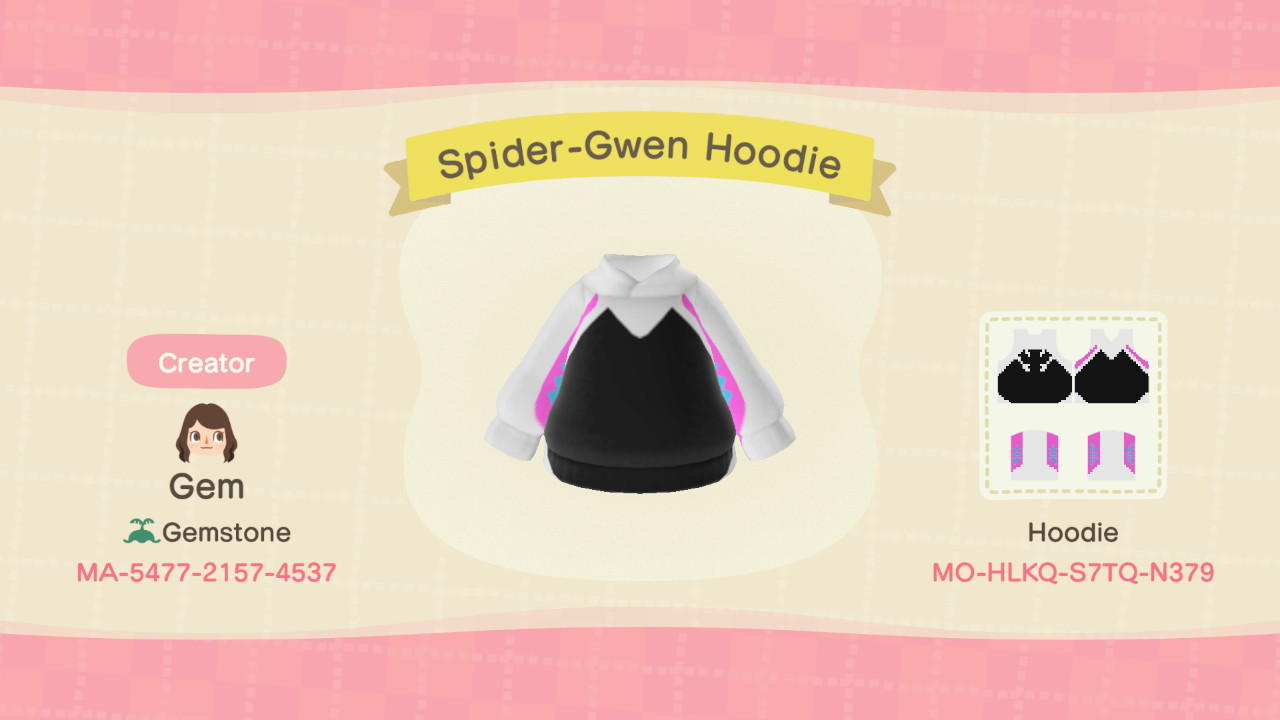 Spider-Gwen Hoodie
Creator
Gem
Gemstone
MA-5477-2157-4537
Hoodie
MO-HLKQ-S7TQ-N379